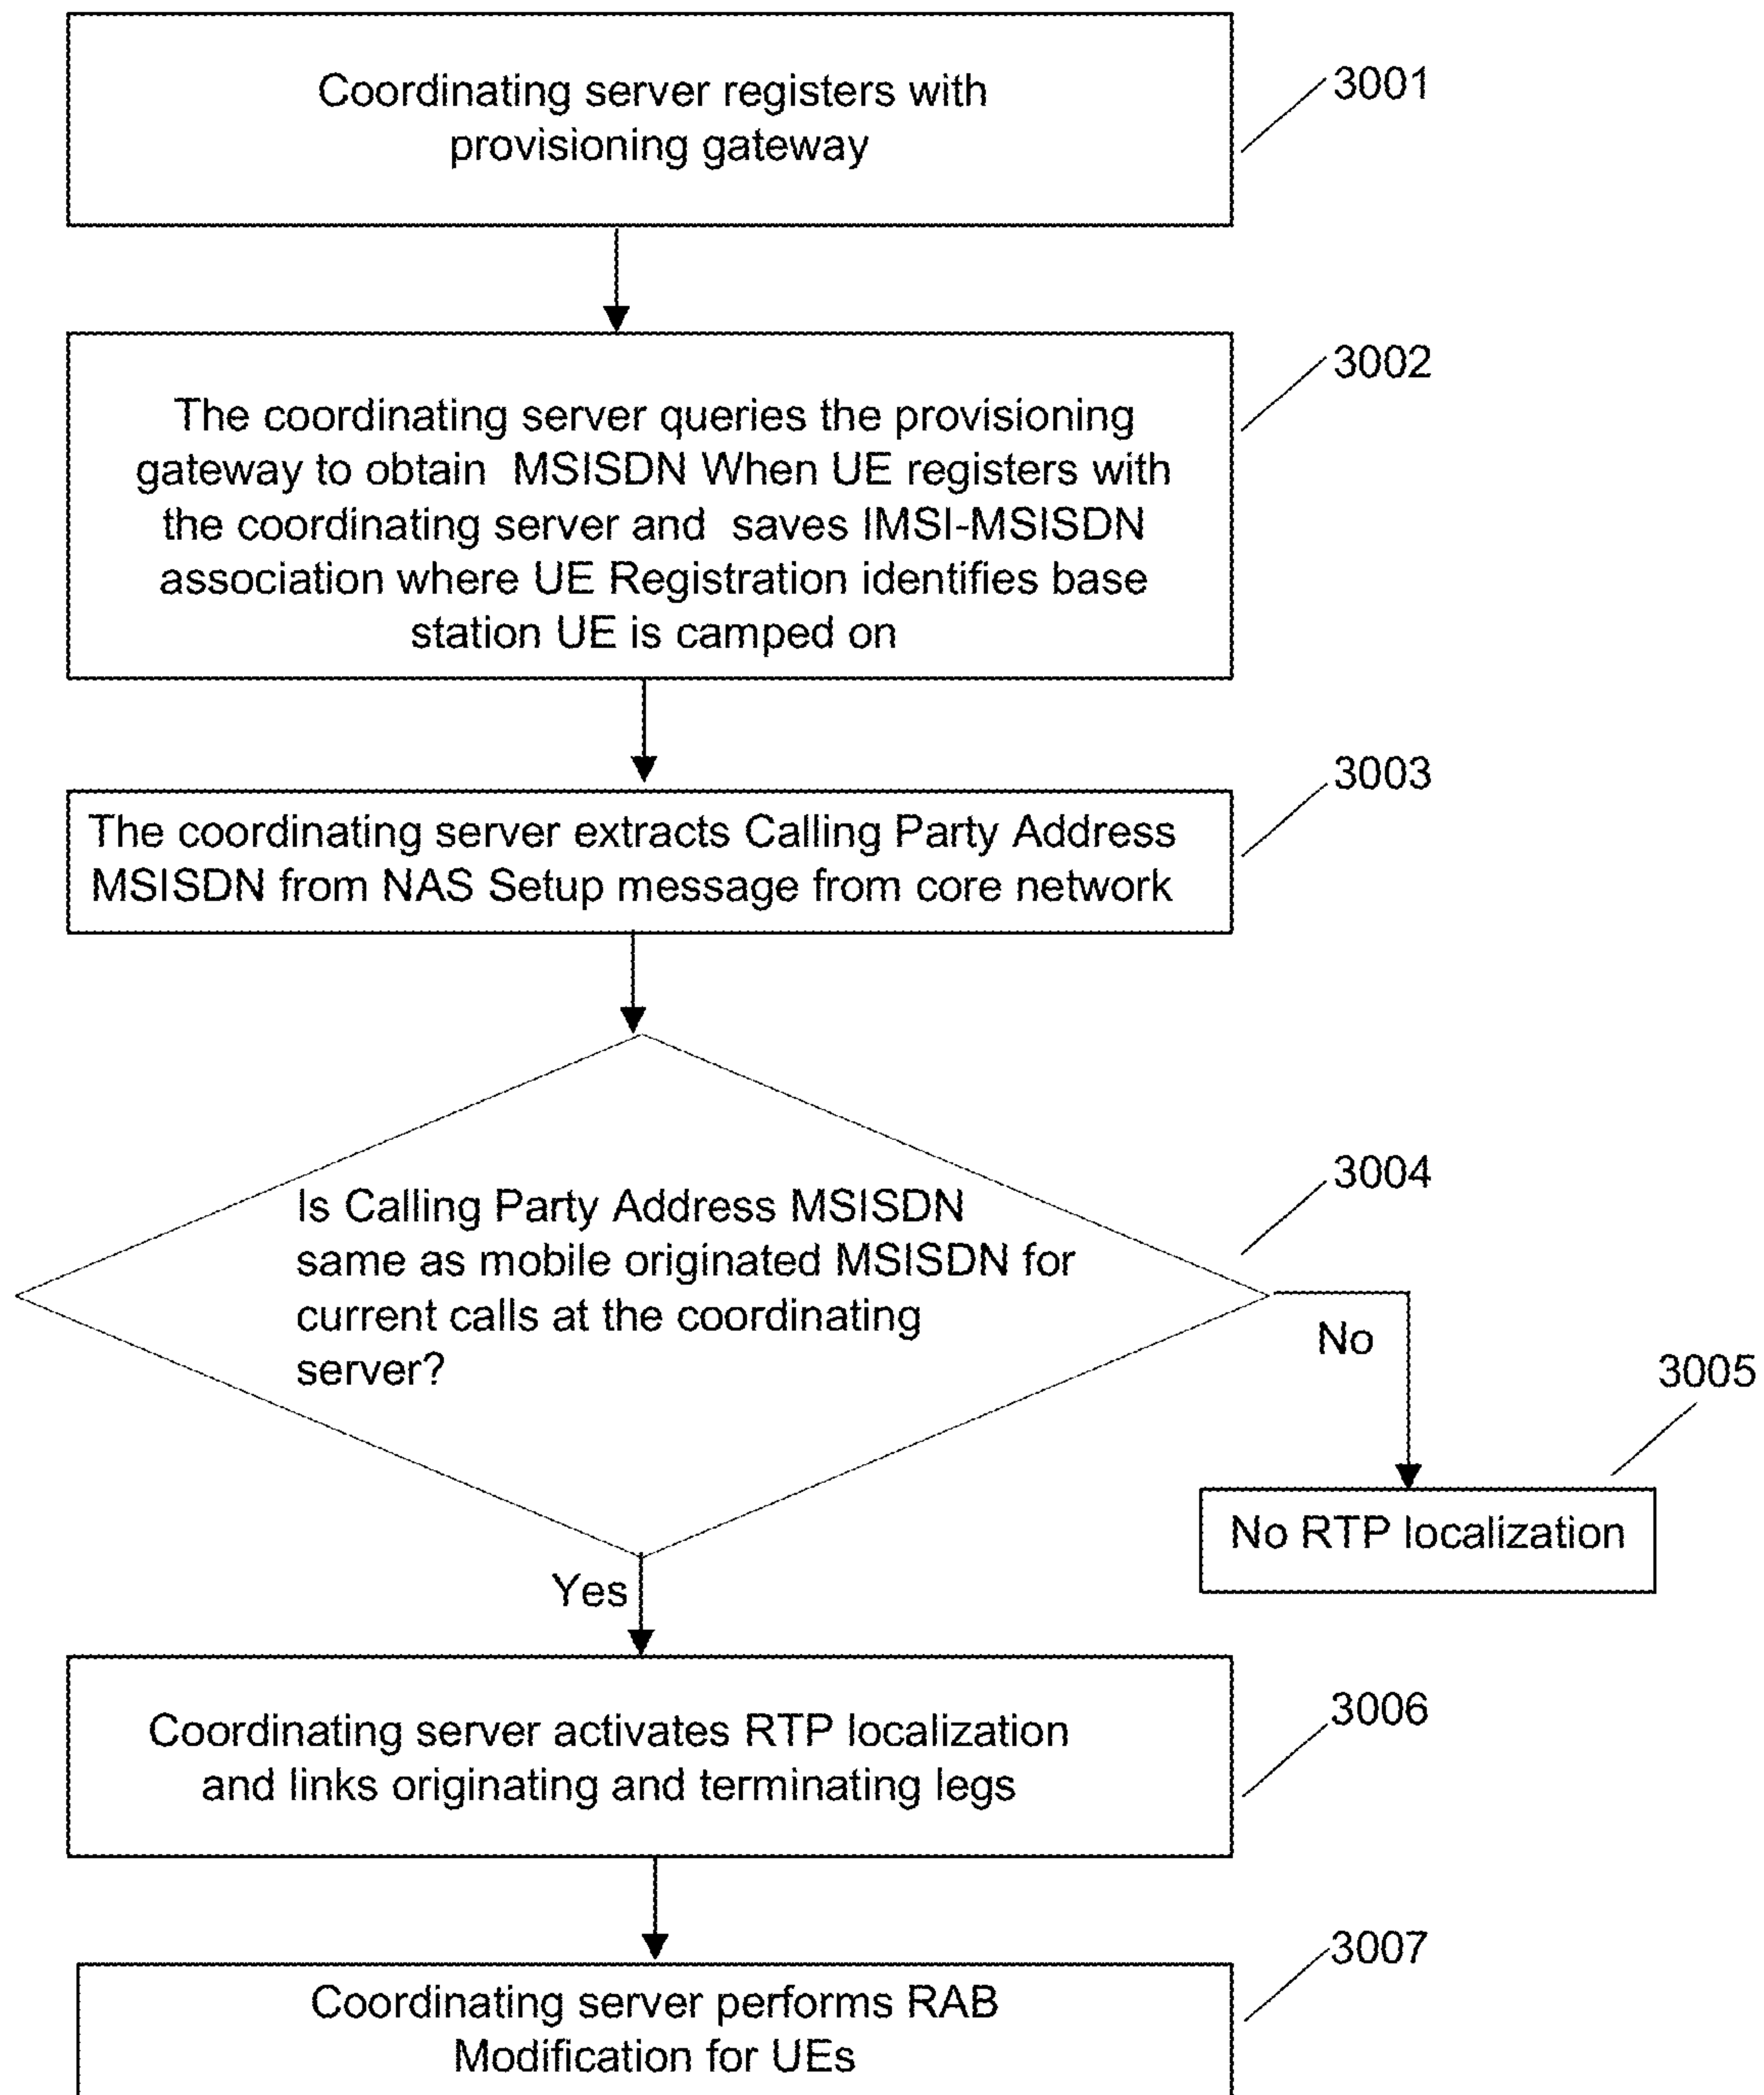 Coordinating server registers with
provisioning gateway
3001
The coordinating server queries the provisioning
gateway to obtain MSISDN When UE registers with
the coordinating server and saves IMSI-MSISDN
association where UE Registration identifies base
station UE is camped on
3002
The coordinating server extracts Calling Party Address
MSISDN from NAS Setup message from core network
3003
Is Calling Party Address MSISDN
same as mobile originated MSISDN for
current calls at the coordinating
server?
3004
No
3005
No RTP localization
Yes
Coordinating server activates RTP localization
and links originating and terminating legs
3006
Coordinating server performs RAB
Modification for UEs
3007